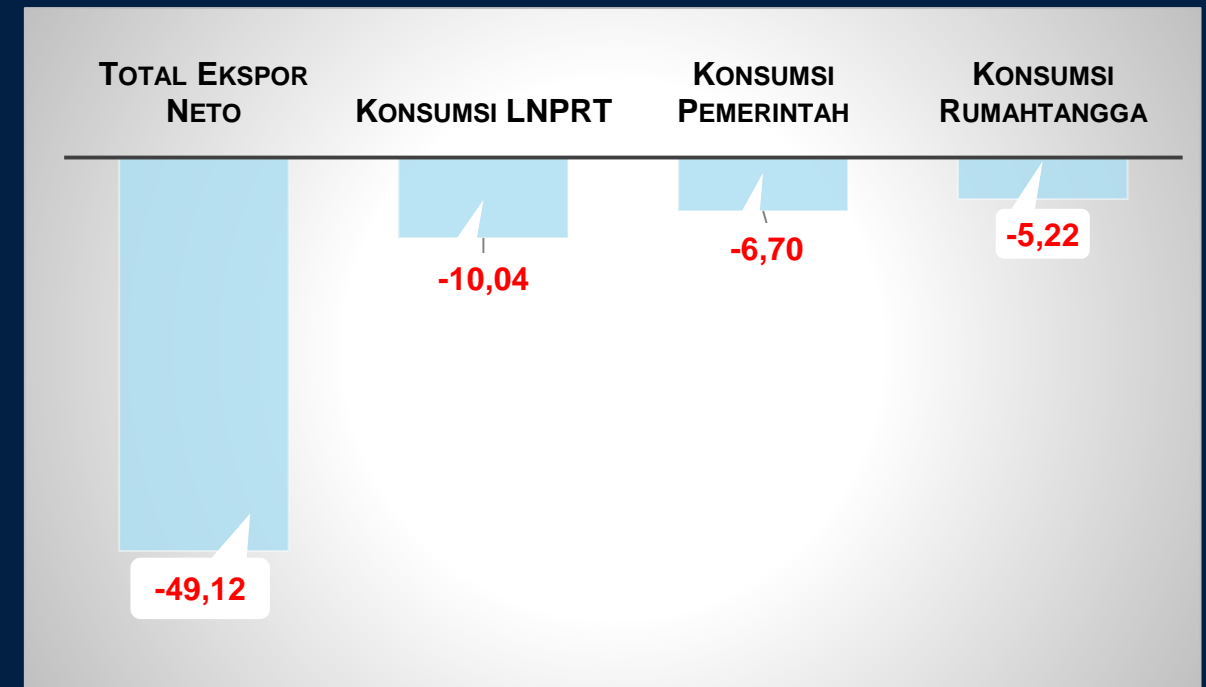 TOTAL EKSPOR
NETO
KONSUMSI LNPRT
KONSUMSI
PEMERINTAH
KONSUMSI
RUMAHTANGGA
-49,12
-10,04
-6,70
-5,22